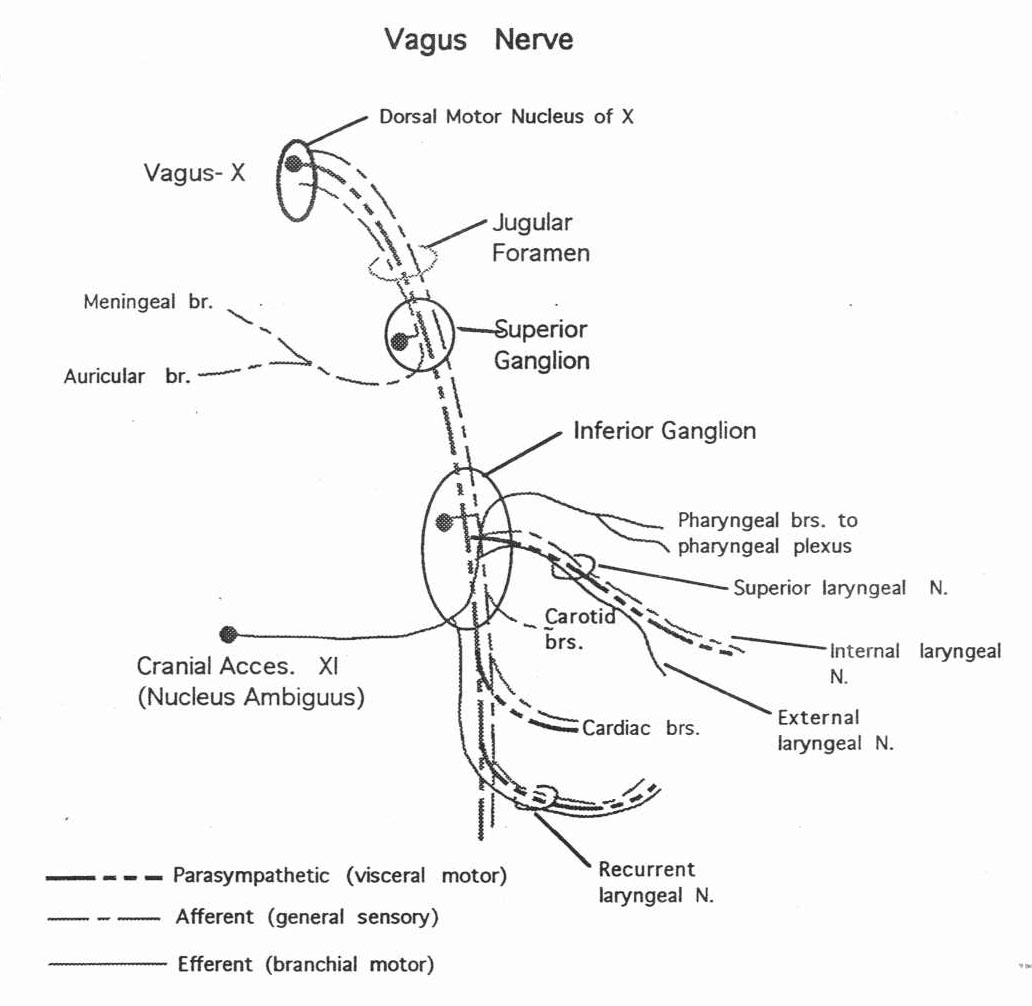 Vagus Nerve
Dorsal Motor Nucleus of X
Vagus- X
Jugular
Foramen
Meningeal br.
Superior
Ganglion
Auricular br.
Inferior Ganglion
Pharyngeal brs. to
pharyngeal plexus
Superior laryngeal N.
Carotid
brs.
Internal laryngeal
N.
Cranial Acces. XI
(Nucleus Ambiguus)
External
laryngeal N.
Cardiac brs.
Recurrent
laryngeal N.
Parasympathetic (visceral motor)
Afferent (general sensory)
Efferent (branchial motor)